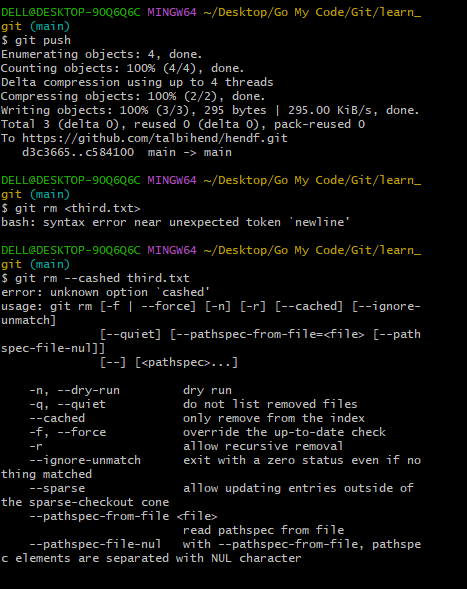 DELL@DESKTOP-90Q6Q6C MINGW64 ~/Desktop/Go My Code/Git/learn_
git (main)
$ git push
Enumerating objects: 4, done.
Counting objects: 100% (4/4), done.
Delta compression using up to 4 threads
Compressing objects: 100% (2/2), done.
Writing objects: 100% (3/3), 295 bytes | 295.00 KiB/s, done.
Total 3 (delta 0), reused 0 (delta 0), pack-reused 0
To https://github.com/talbihend/hendf.git
   d3c3665..c584100  main -> main

DELL@DESKTOP-90Q6Q6C MINGW64 ~/Desktop/Go My Code/Git/learn_
git (main)
$ git rm <third.txt>
bash: syntax error near unexpected token `newline'

DELL@DESKTOP-90Q6Q6C MINGW64 ~/Desktop/Go My Code/Git/learn_
git (main)
$ git rm --cashed third.txt
error: unknown option `cashed'
usage: git rm [-f | --force] [-n] [-r] [--cached] [--ignore-
unmatch]
              [--quiet] [--pathspec-from-file=<file> [--path
spec-file-nul]]
              [--] [<pathspec>...]

    -n, --dry-run         dry run
    -q, --quiet           do not list removed files
    --cached              only remove from the index
    -f, --force           override the up-to-date check
    -r                    allow recursive removal
    --ignore-unmatch      exit with a zero status even if no
thing matched
    --sparse              allow updating entries outside of
the sparse-checkout cone
    --pathspec-from-file <file>
                          read pathspec from file
    --pathspec-file-nul   with --pathspec-from-file, pathspe
c elements are separated with NUL character